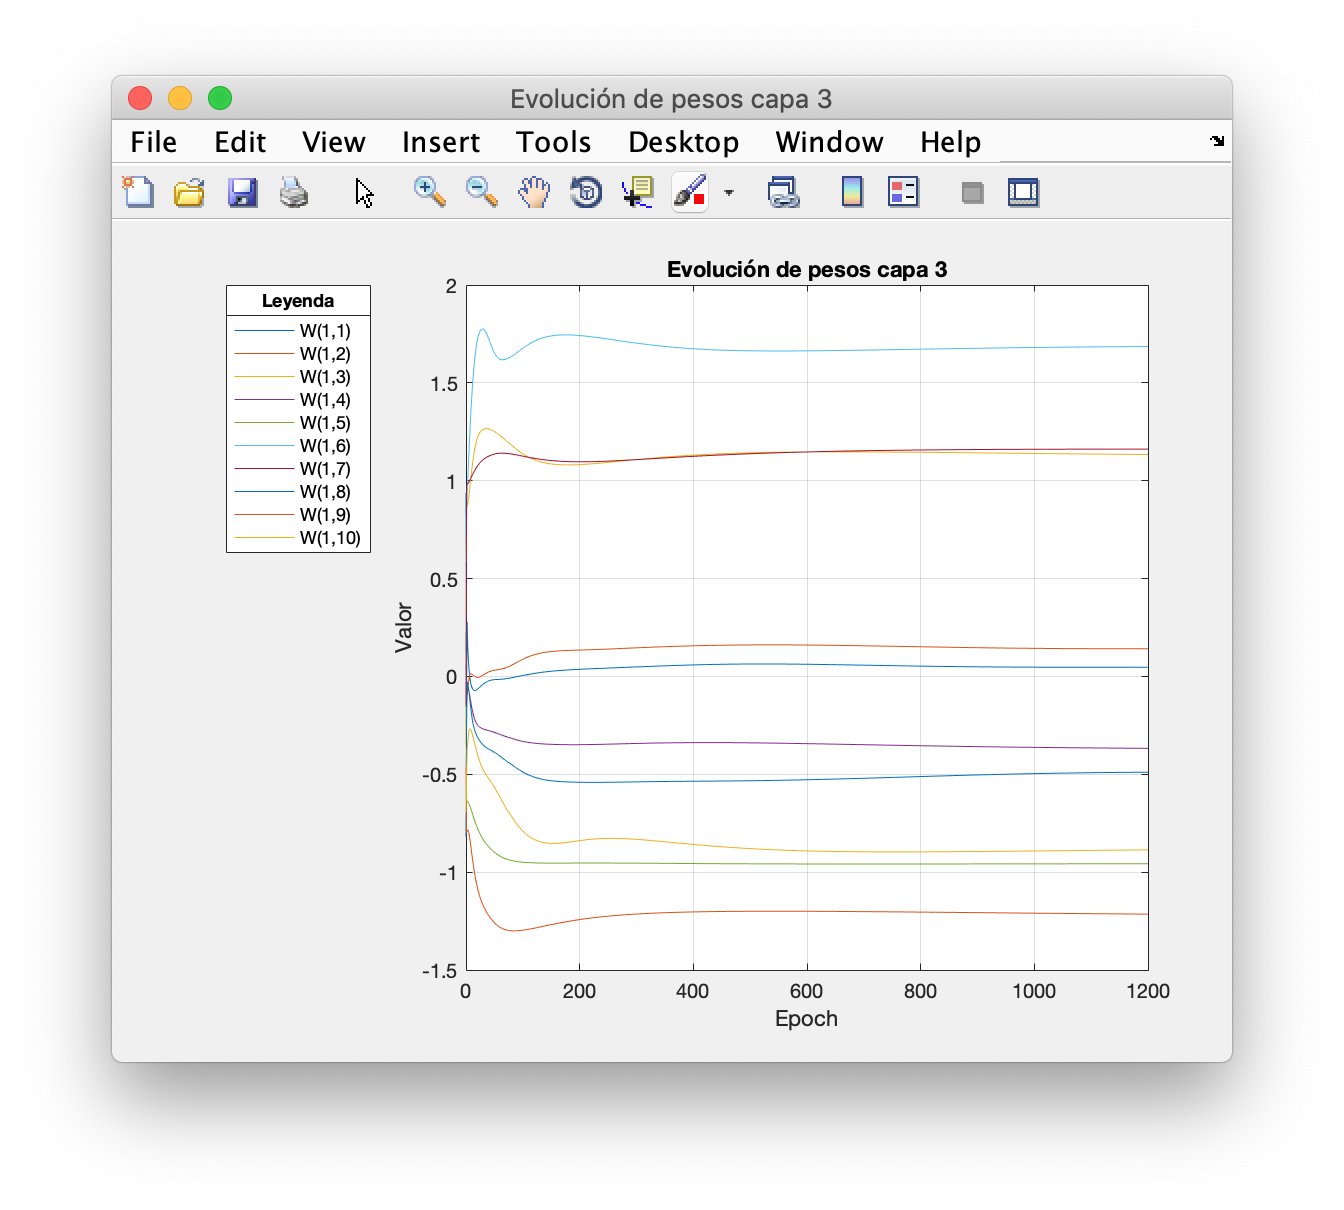 Evolución de pesos capa 3
File Edit View Insert Tools Desktop Window Help
Evolución de pesos capa 3
Leyenda
W(1,1)
W(1,2)
W(1,3)
W(1,4)
W(1,5)
W(1,6)
W(1,7)
W(1,8)
W(1,9)
W(1,10)
Valor
2
1.5
1
0.5
0
-0.5
-1
-1.5
0 200 400 600 800 1000 1200
Epoch